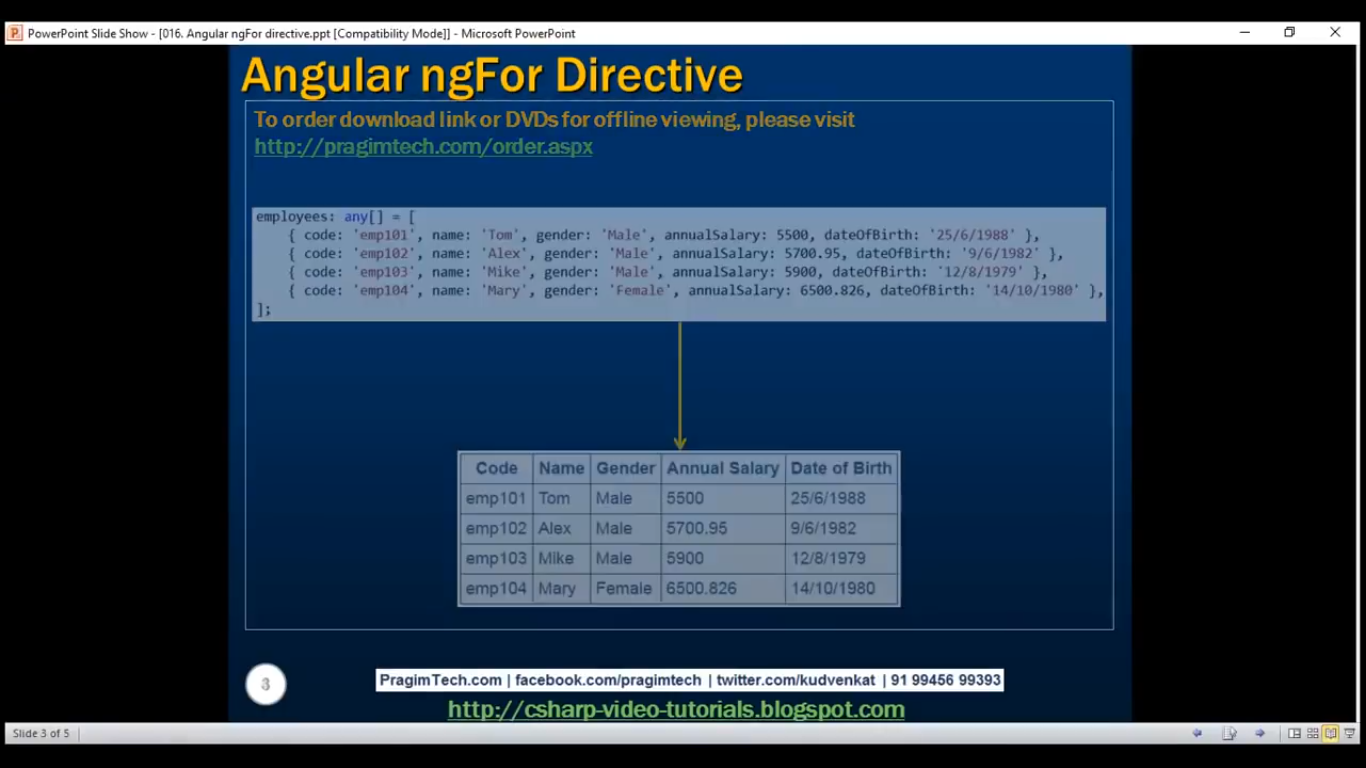 PowerPoint Slide Show - [016. Angular ngFor directive.ppt [Compatibility Mode]] - Microsoft PowerPoint
Angular ngFor Directive
To order download link or DVDs for offline viewing, please visit
http://pragimtech.com/order.aspx
employees: any[] = [
{ code: 'emp101', name: 'Tom', gender: 'Male', annualSalary: 5500, dateOfBirth: '25/6/1988' },
{ code: 'emp102', name: 'Alex', gender: 'Male', annualSalary: 5700.95, dateOfBirth: '9/6/1982' },
{ code: 'emp103', name: 'Mike', gender: 'Male', annualSalary: 5900, dateOfBirth: '12/8/1979' },
{ code: 'emp104', name: 'Mary', gender: 'Female', annualSalary: 6500.826, dateOfBirth: '14/10/1980' },
];
Code Name Gender Annual Salary Date of Birth
emp101 Tom Male 5500 25/6/1988
emp102 Alex Male 5700.95 9/6/1982
emp103 Mike Male 5900 12/8/1979
emp104 Mary Female 6500.826 14/10/1980
3
PragimTech.com | facebook.com/pragimtech | twitter.com/kudvenkat | 91 99456 99393
http://csharp-video-tutorials.blogspot.com
Slide 3 of 5